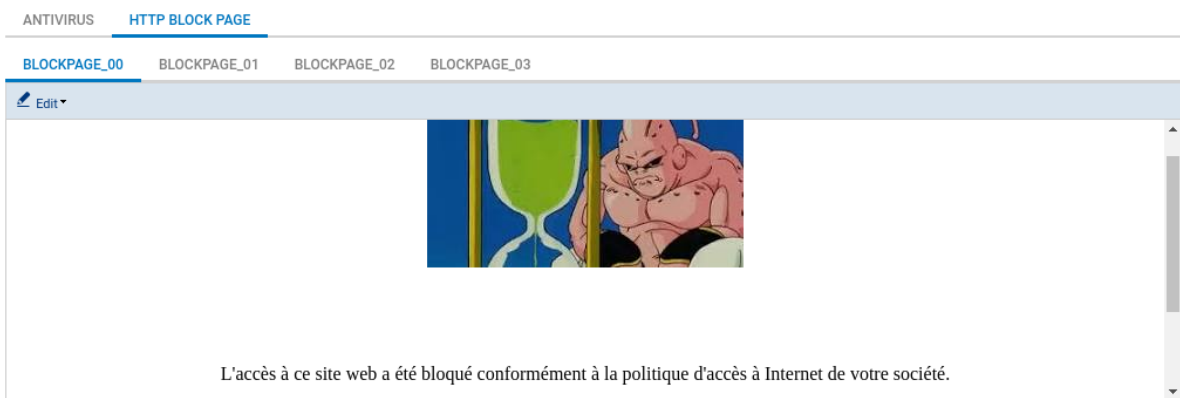 ANTIVIRUS HTTP BLOCK PAGE
BLOCKPAGE_00 BLOCKPAGE_01 BLOCKPAGE_02 BLOCKPAGE_03
Edit
L'accès à ce site web a été bloqué conformément à la politique d'accès à Internet de votre société.